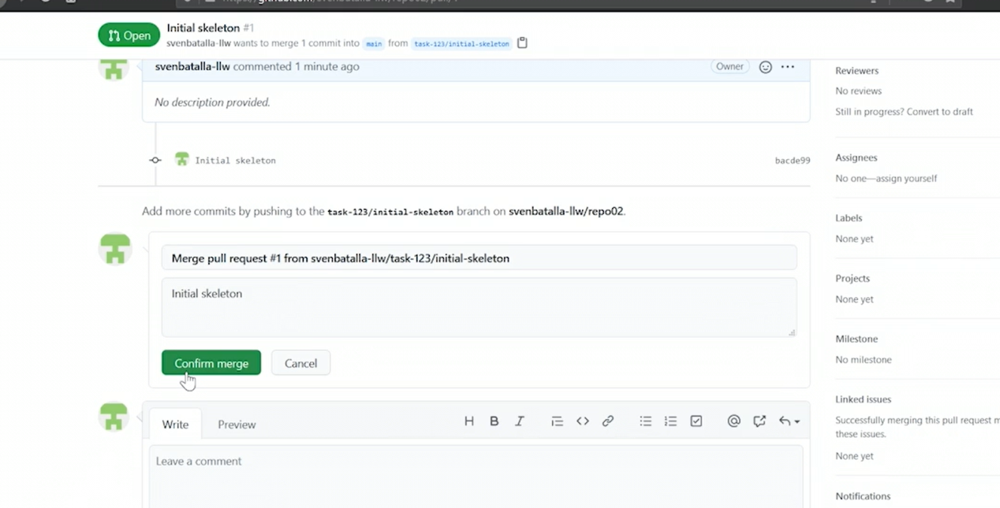 Open
Initial skeleton #1
svenbatalla-llw wants to merge 1 commit into main from task-123/initial-skeleton
svenbatalla-llw commented 1 minute ago
Owner
No description provided.
Initial skeleton
bacde99
Add more commits by pushing to the task-123/initial-skeleton branch on svenbatalla-llw/repo02.
Merge pull request #1 from svenbatalla-llw/task-123/initial-skeleton
Initial skeleton
Confirm merge
Cancel
Write
Preview
Leave a comment
Reviewers
No reviews
Still in progress? Convert to draft
Assignees
No one—assign yourself
Labels
None yet
Projects
None yet
Milestone
No milestone
Linked issues
Successfully merging this pull request
these issues.
None yet
Notifications